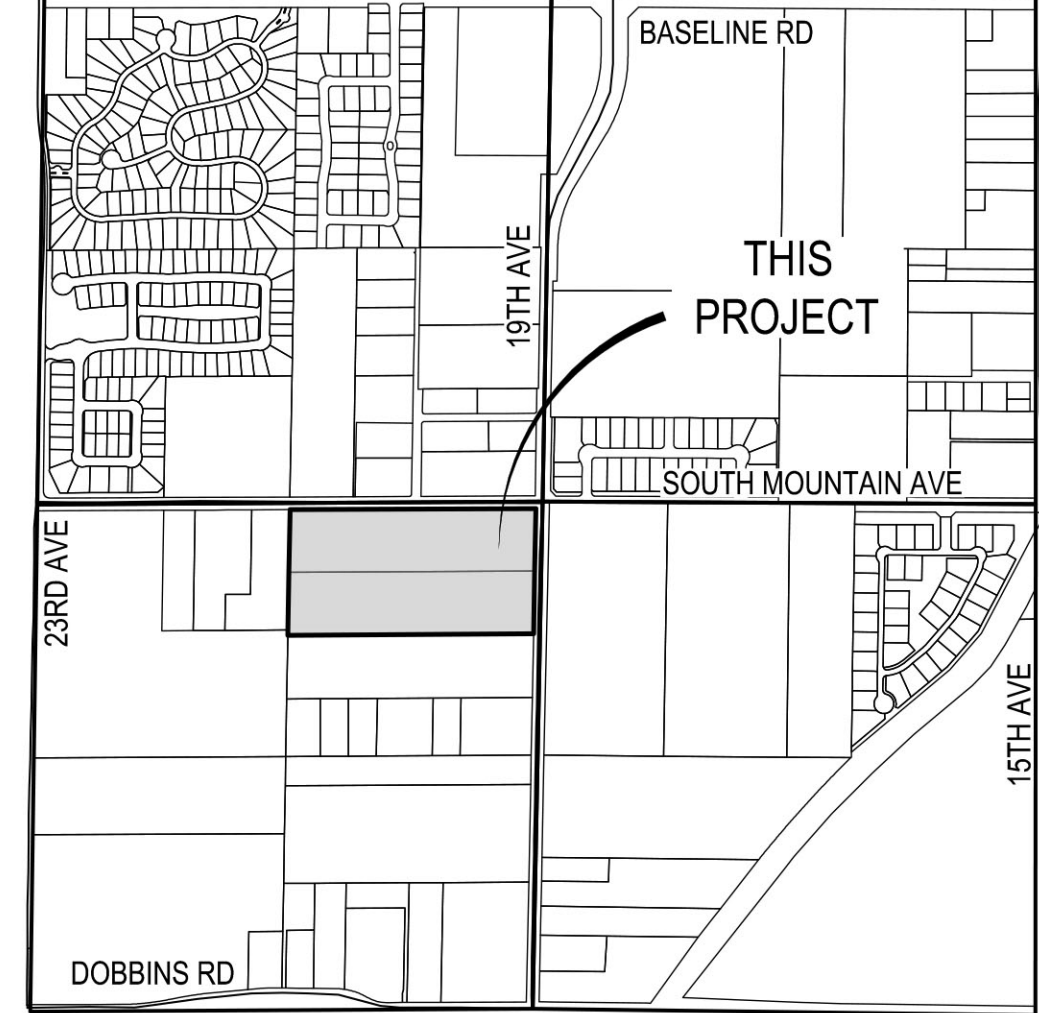 BASELINE RD
19TH AVE
THIS
PROJECT
SOUTH MOUNTAIN AVE
23RD AVE
15TH AVE
DOBBINS RD